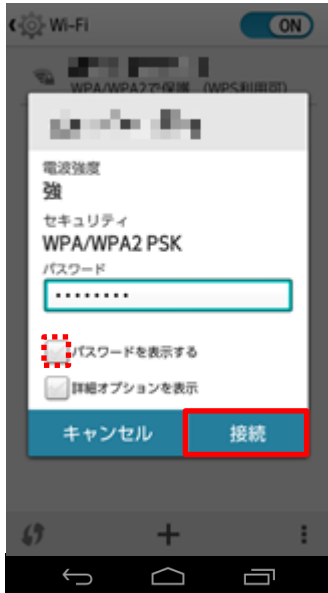 Wi-Fi
ON
WPA/WPA2で保護 (WPS利用可)
電波強度
強
セキュリティ
WPA/WPA2 PSK
パスワード
........
パスワードを表示する
詳細オプションを表示
キャンセル
接続